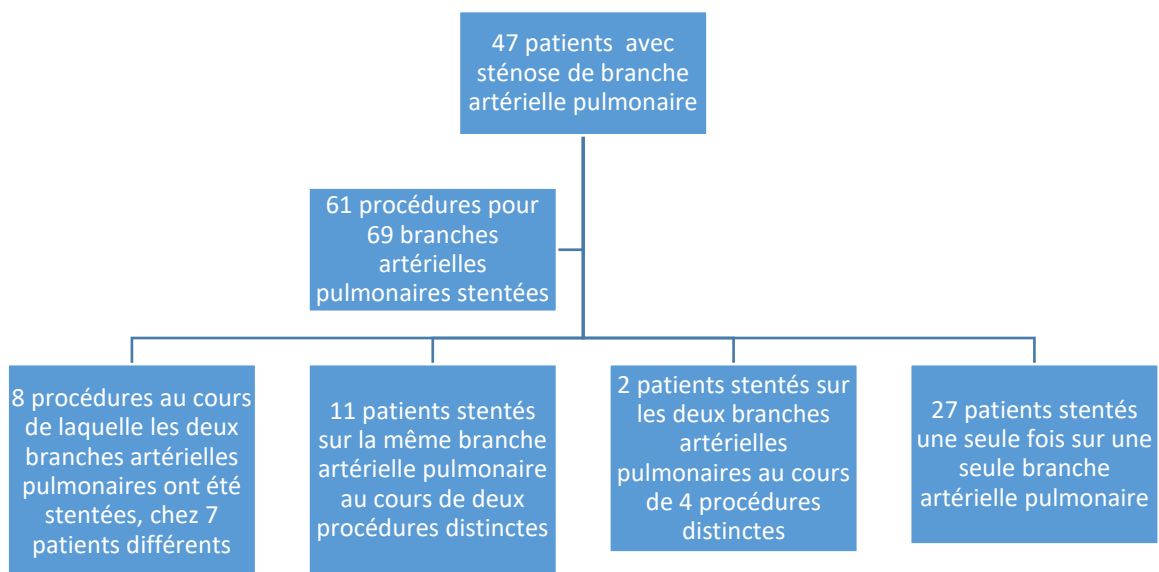 47 patients avec
sténose de branche
artérielle pulmonaire
61 procédures pour
69 branches
artérielles
pulmonaires stentées
8 procédures au cours
de laquelle les deux
branches artérielles
pulmonaires ont été
stentées, chez 7
patients différents
11 patients stentés
sur la même branche
artérielle pulmonaire
au cours de deux
procédures distinctes
2 patients stentés sur
les deux branches
artérielles
pulmonaires au cours
de 4 procédures
distinctes
27 patients stentés
une seule fois sur une
seule branche
artérielle pulmonaire